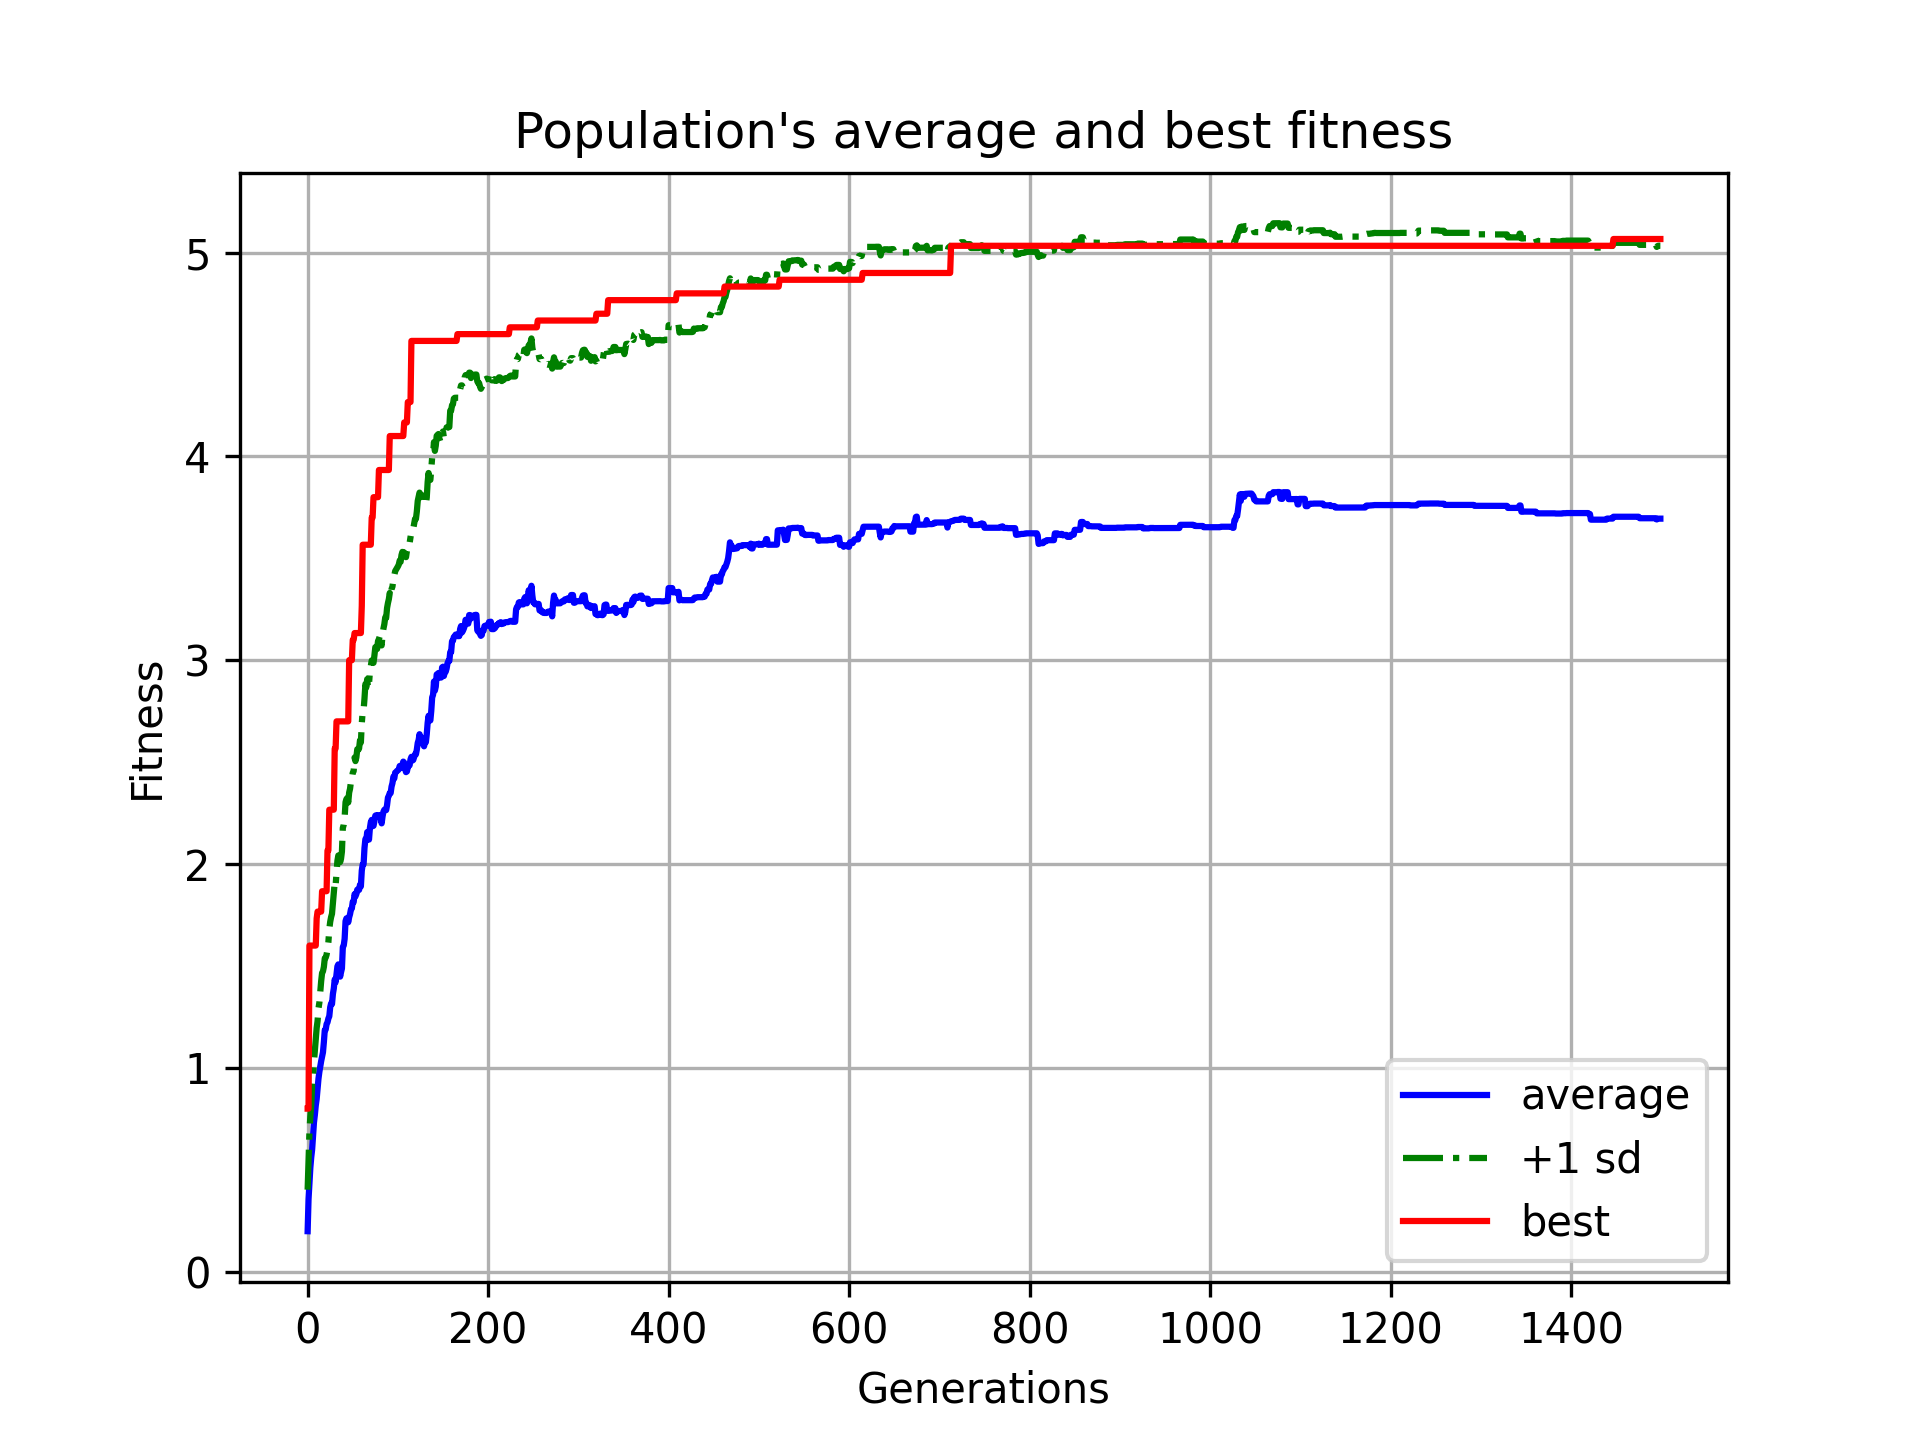 Population's average and best fitness
Fitness
5
4
3
2
1
0
0 200 400 600 800 1000 1200 1400
Generations
average
+1 sd
best